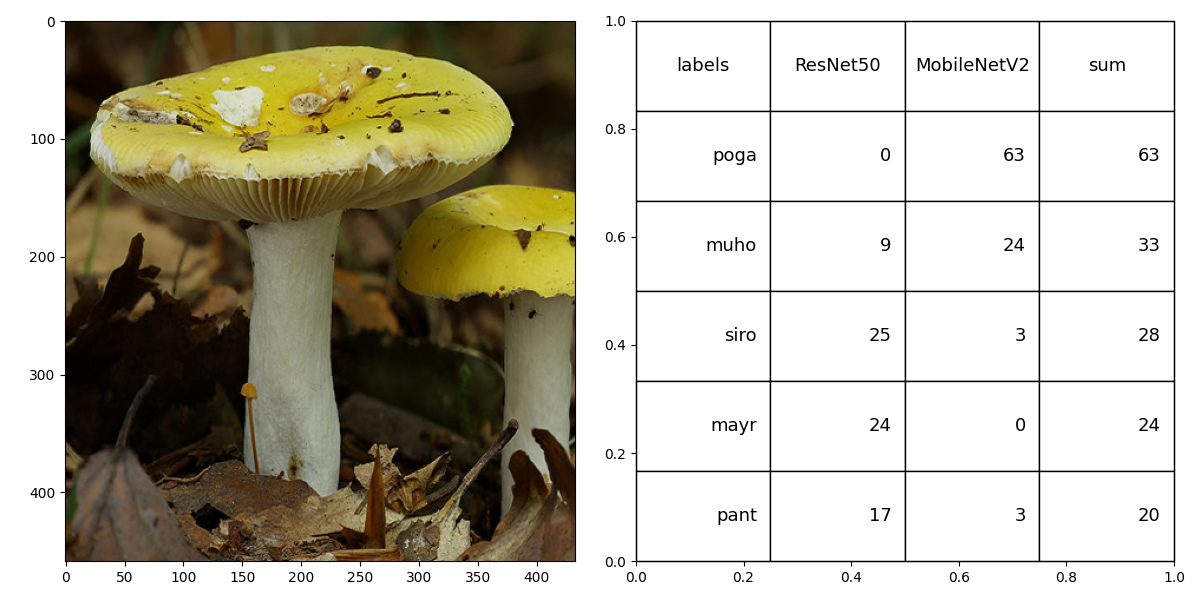 labels ResNet50 MobileNetV2 sum
poga 0 63 63
muho 9 24 33
siro 25 3 28
mayr 24 0 24
pant 17 3 20
0
100
200
300
400
0 50 100 150 200 250 300 350 400
1.0
0.8
0.6
0.4
0.2
0.0
0.0 0.2 0.4 0.6 0.8 1.0